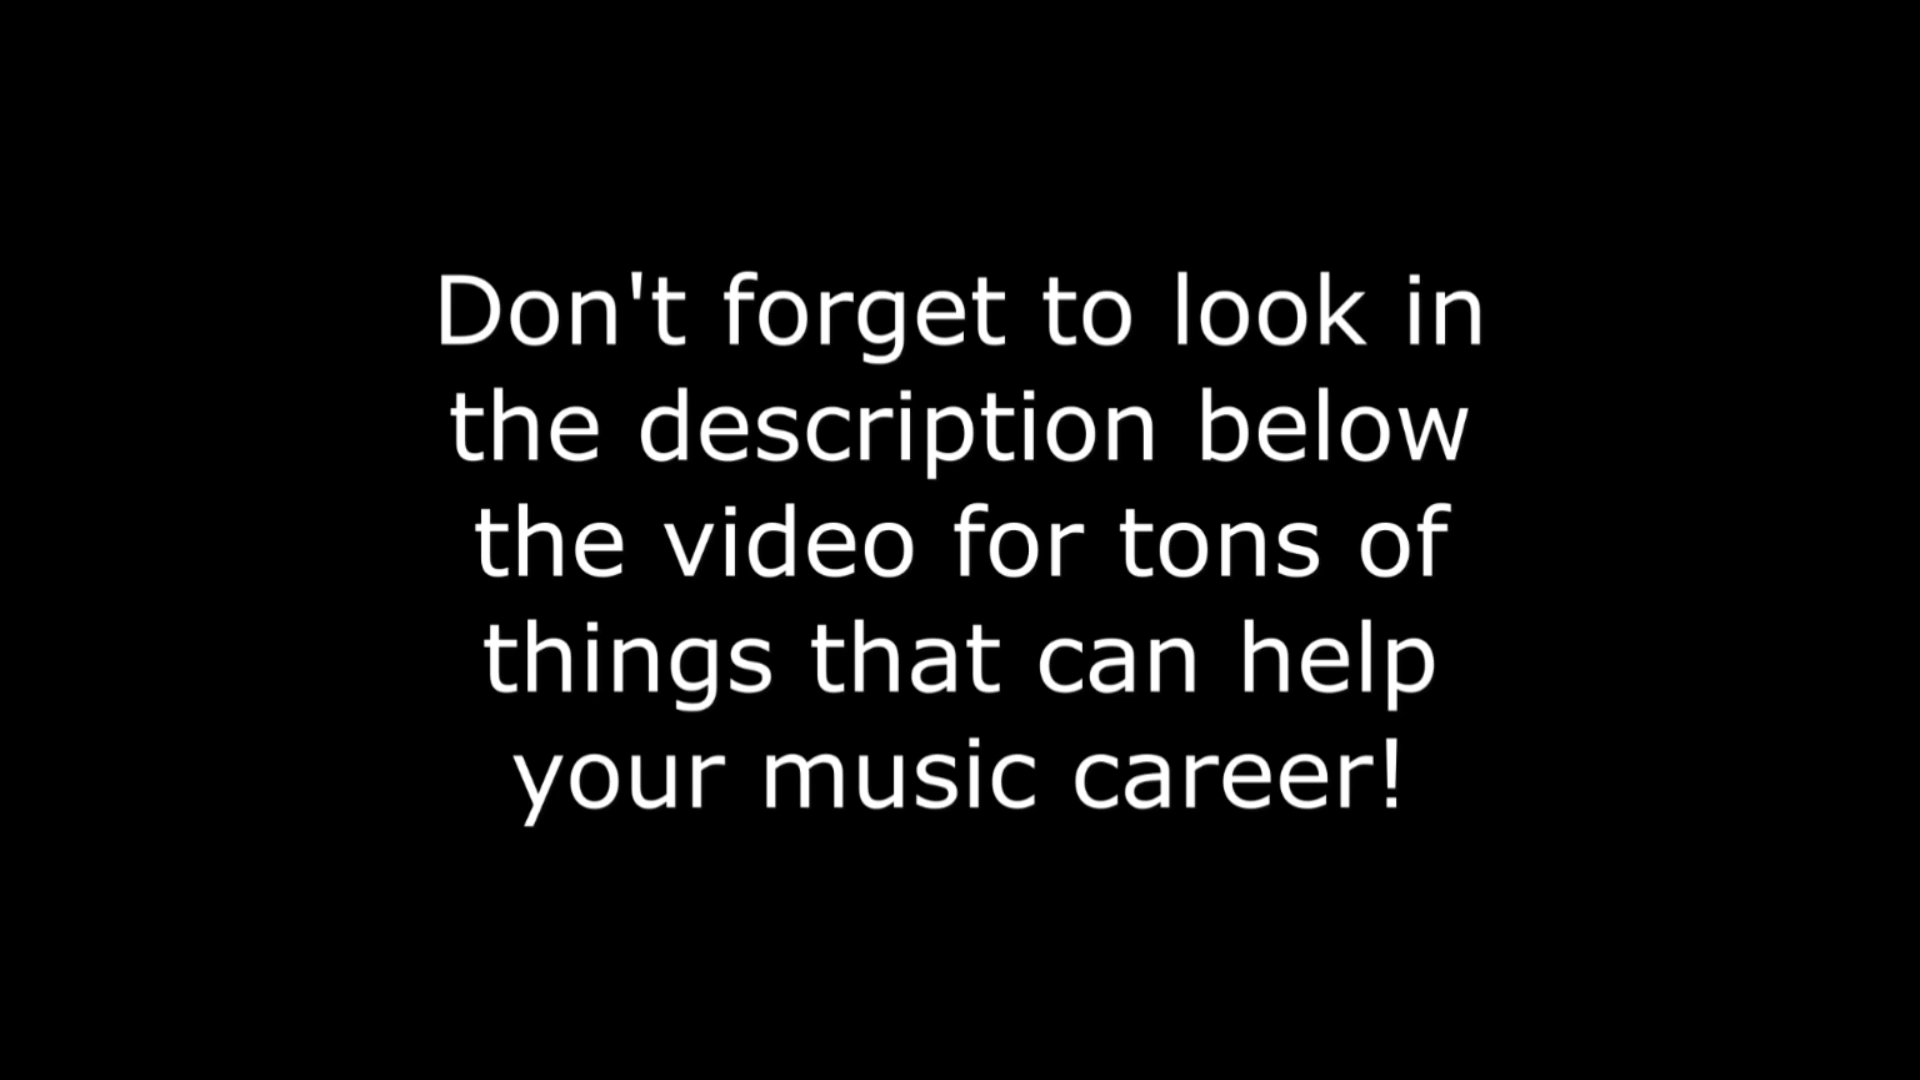 Don't forget to look in
the description below
the video for tons of
things that can help
your music career!